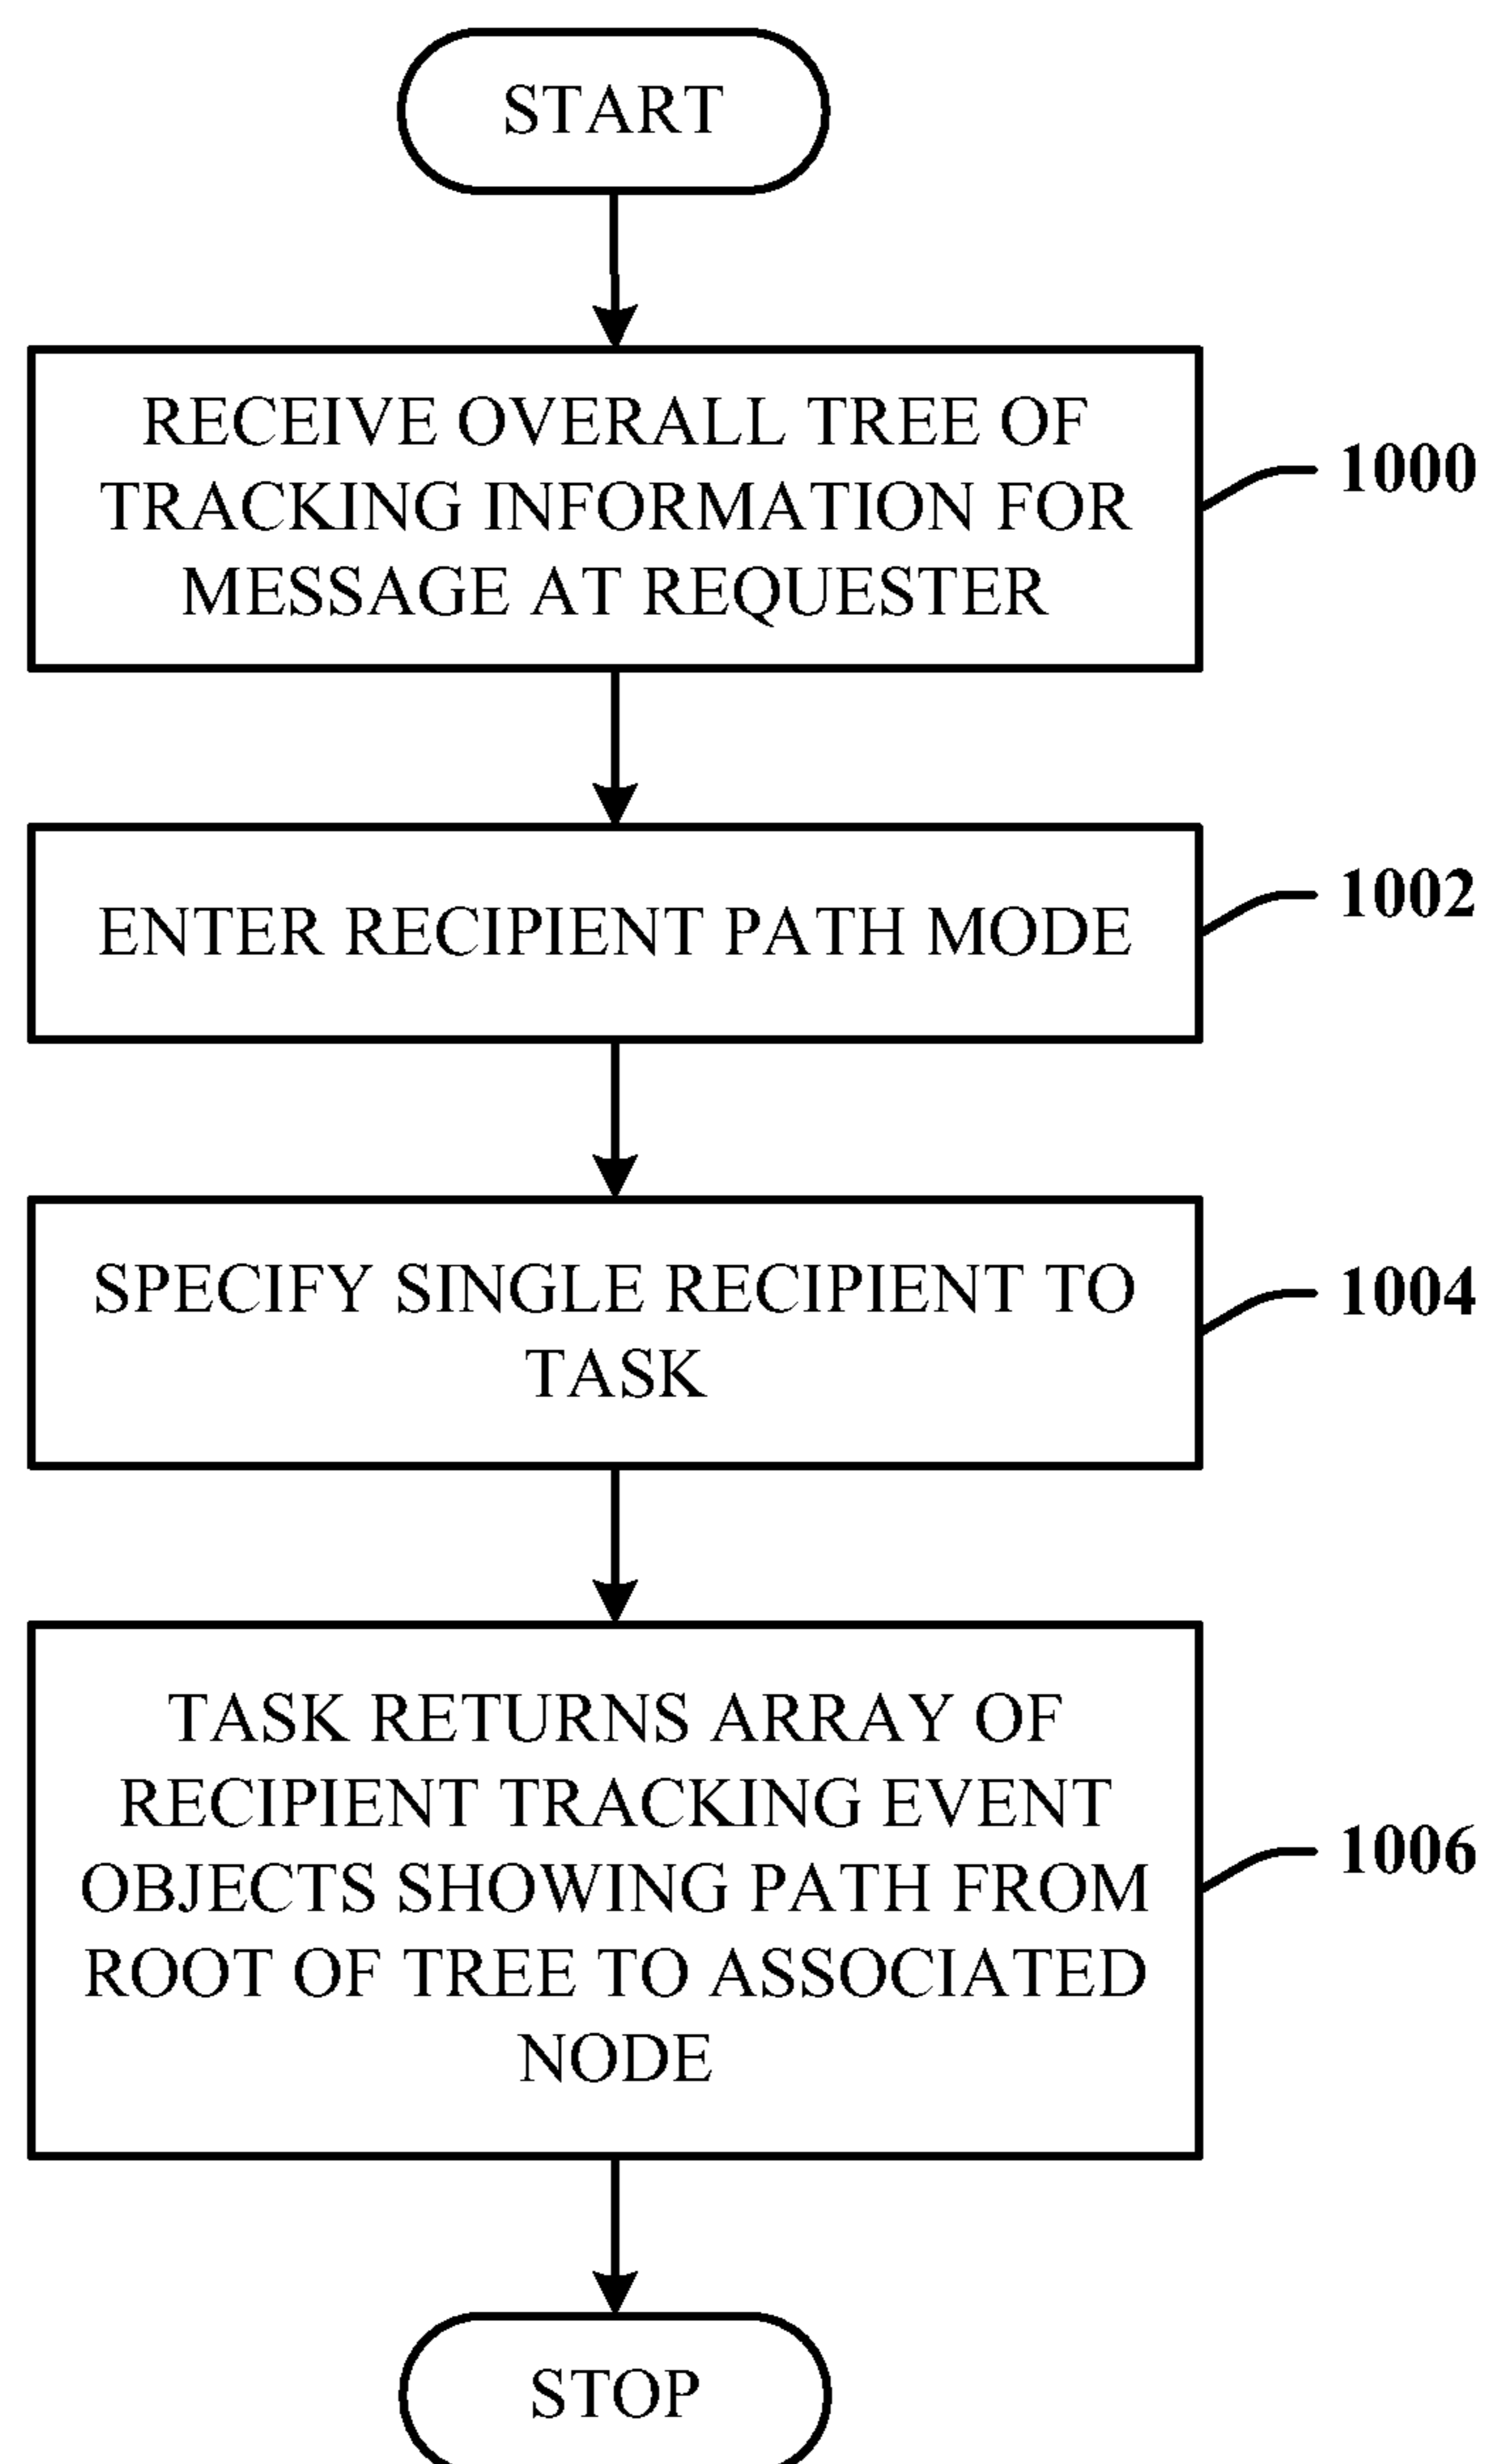 START
RECEIVE OVERALL TREE OF
TRACKING INFORMATION FOR
MESSAGE AT REQUESTER
1000
ENTER RECIPIENT PATH MODE
1002
SPECIFY SINGLE RECIPIENT TO
TASK
1004
TASK RETURNS ARRAY OF
RECIPIENT TRACKING EVENT
OBJECTS SHOWING PATH FROM
ROOT OF TREE TO ASSOCIATED
NODE
1006
STOP